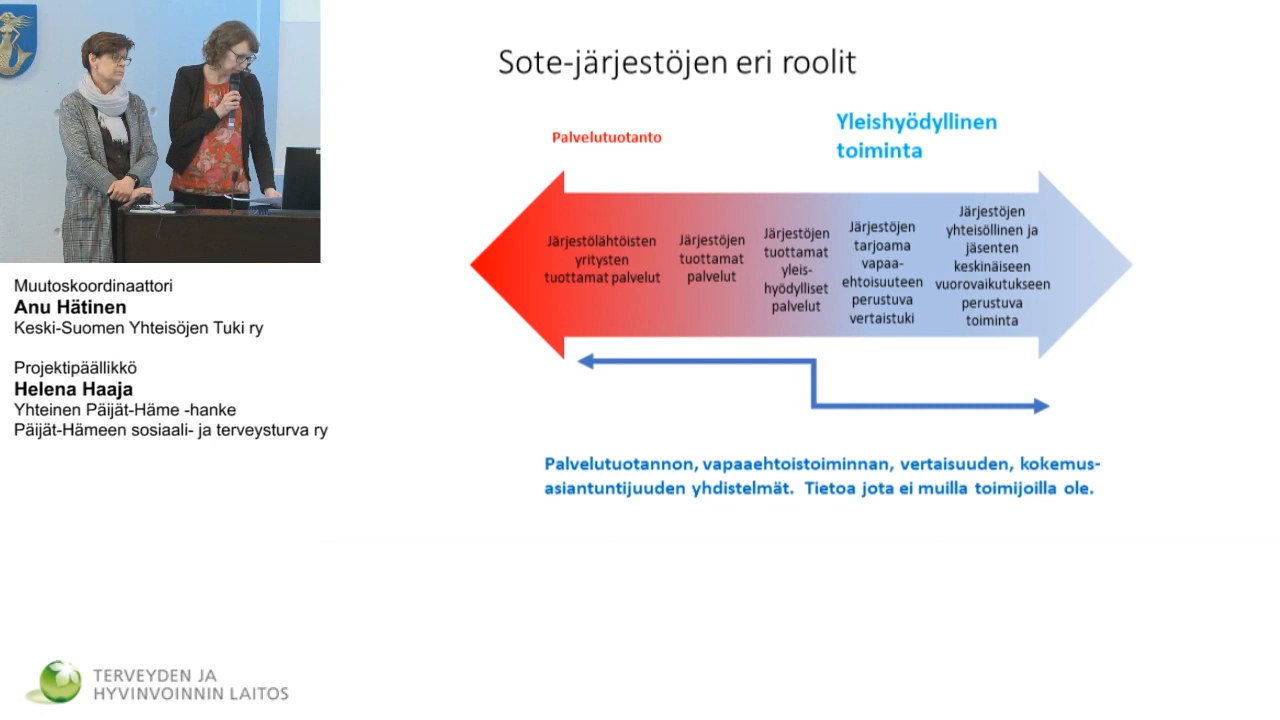 Sote-järjestöjen eri roolit
Palvelutuotanto
Yleishyödyllinen
toiminta
Järjestölähtöisten
yritysten
tuottamat palvelut
Järjestöjen
tuottamat
palvelut
Järjestöjen
tuottamat
yleis-
hyödylliset
palvelut
Järjestöjen
tarjoama
vapaa-
ehtoisuuteen
perustuva
vertaistuki
Järjestöjen
yhteisöllinen ja
jäsenten
keskinäiseen
vuorovaikutukseen
perustuva
toiminta
Palvelutuotannon, vapaaehtoistoiminnan, vertaisuuden, kokemus-
asiantuntijuuden yhdistelmät. Tietoa jota ei muilla toimijoilla ole.
Muutoskoordinaattori
Anu Hätinen
Keski-Suomen Yhteisöjen Tuki ry
Projektipäällikkö
Helena Haaja
Yhteinen Päijät-Häme -hanke
Päijät-Hämeen sosiaali- ja terveysturva ry
TERVEYDEN JA
HYVINVOINNIN LAITOS